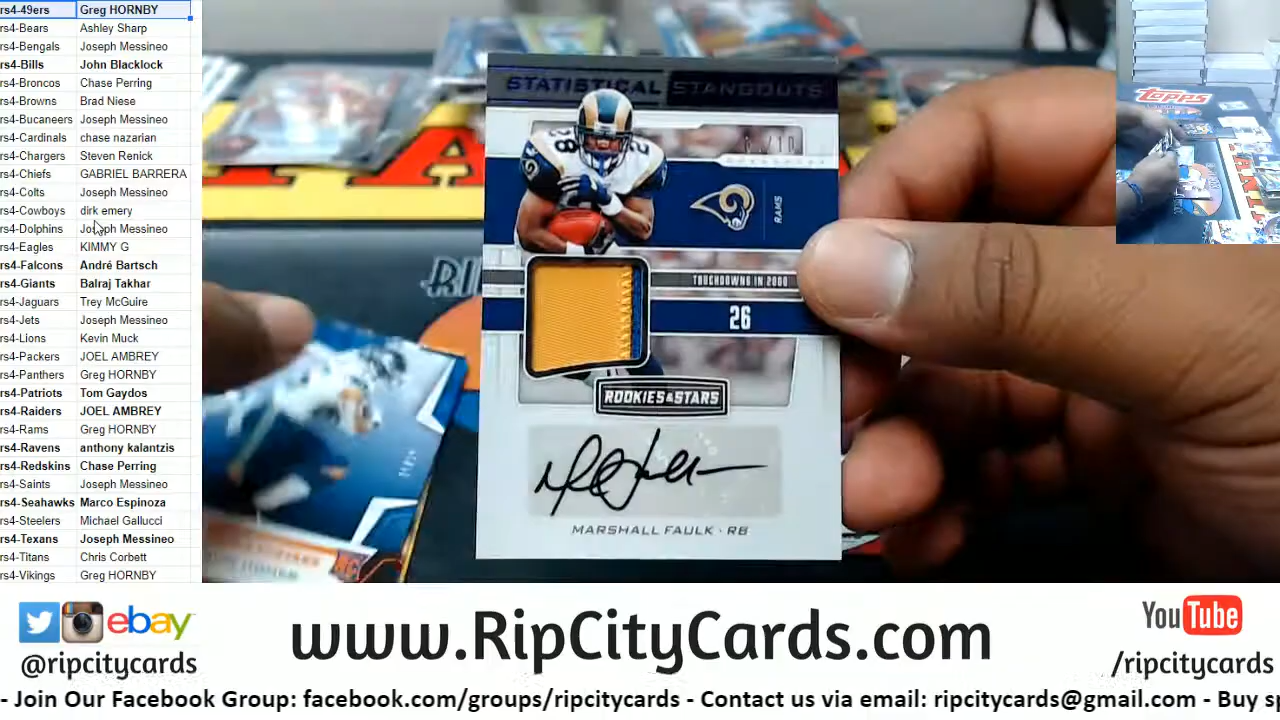 rs4-49ers Greg HORNBY
rs4-Bears Ashley Sharp
rs4-Bengals Joseph Messineo
rs4-Bills John Blacklock
rs4-Broncos Chase Perring
rs4-Browns Brad Niese
rs4-Bucaneers Joseph Messineo
rs4-Cardinals chase nazarian
rs4-Chargers Steven Renick
rs4-Chiefs GABRIEL BARRERA
rs4-Colts Joseph Messineo
rs4-Cowboys dirk emery
rs4-Dolphins Joseph Messineo
rs4-Eagles KIMMY G
rs4-Falcons André Bartsch
rs4-Giants Balraj Takhar
rs4-Jaguars Trey McGuire
rs4-Jets Joseph Messineo
rs4-Lions Kevin Muck
rs4-Packers JOEL AMBREY
rs4-Panthers Greg HORNBY
rs4-Patriots Tom Gaydos
rs4-Raiders JOEL AMBREY
rs4-Rams Greg HORNBY
rs4-Ravens anthony kalantzis
rs4-Redskins Chase Perring
rs4-Saints Joseph Messineo
rs4-Seahawks Marco Espinoza
rs4-Steelers Michael Gallucci
rs4-Texans Joseph Messineo
rs4-Titans Chris Corbett
rs4-Vikings Greg HORNBY
STATISTICAL STANDOUTS
28
RAMS
TOUCHDOWNS IN 2000
26
ROOKIES & STARS
MARSHALL FAULK · RB
TOPPS
ebay
@ripcitycards
www.RipCityCards.com
YouTube
/ripcitycards
- Join Our Facebook Group: facebook.com/groups/ripcitycards - Contact us via email: ripcitycards@gmail.com - Buy